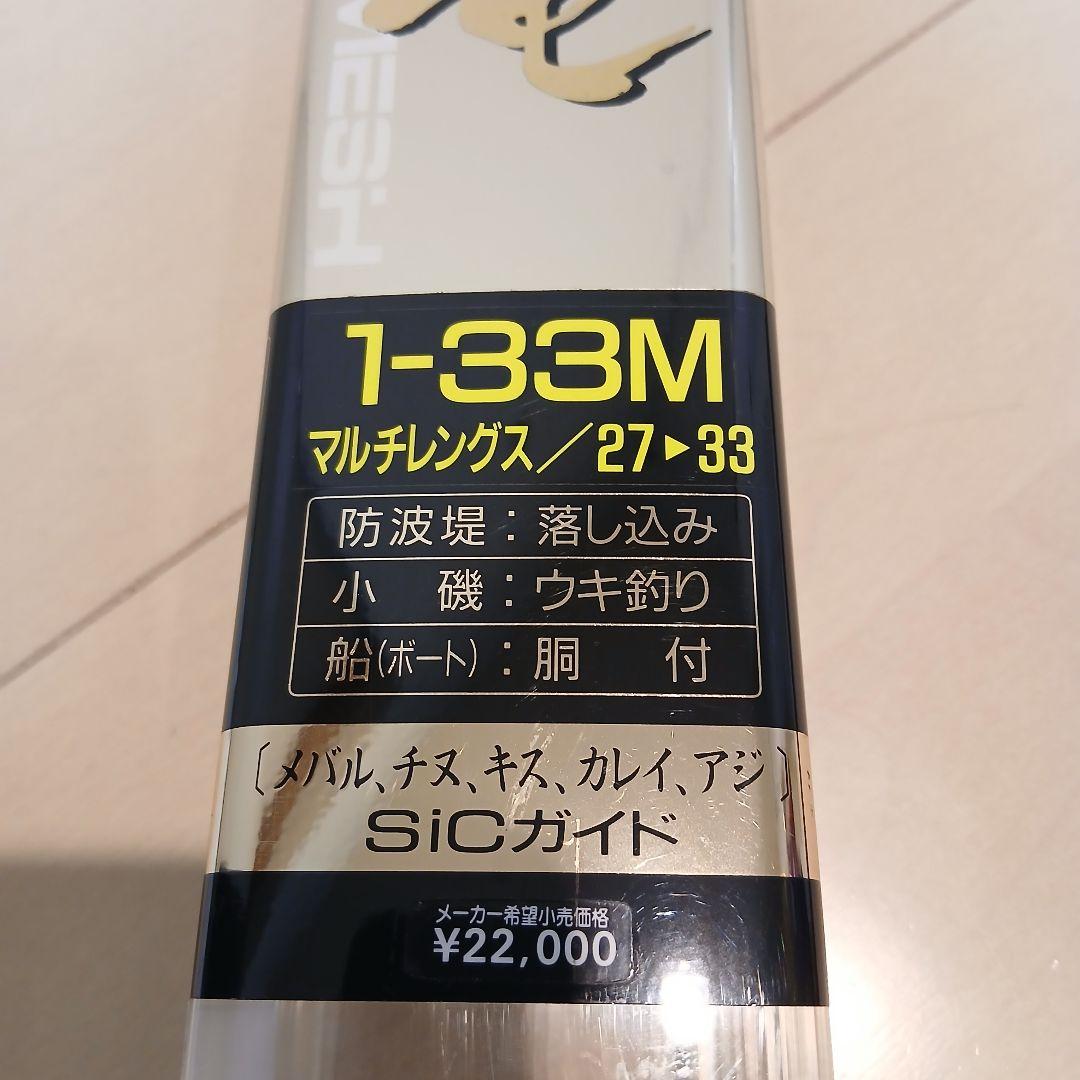 MESH
1-33M
マルチレングス／27▶33
防波堤：落し込み
小磯：ウキ釣り
船(ボート)：胴付
〔メバル、チヌ、キス、カレイ、アジ〕
SiCガイド
メーカー希望小売価格
¥22,000